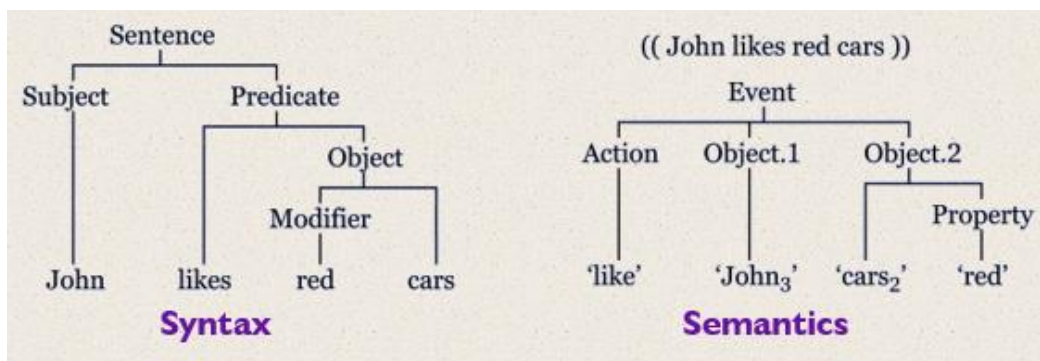 Sentence
Subject Predicate
Object
Modifier
John likes red cars
Syntax
(( John likes red cars ))
Event
Action Object.1 Object.2
Property
‘like’ ‘John₃’ ‘cars₂’ ‘red’
Semantics